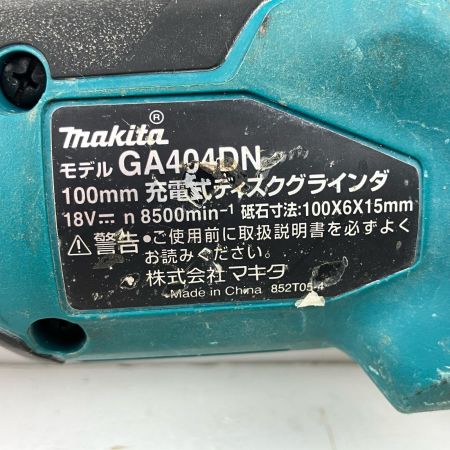 makita®
モデル GA404DN
100mm 充電式ディスクグラインダ
18V⎓ n 8500min⁻¹ 砥石寸法:100X6X15mm
⚠警告 ●ご使用前に取扱説明書を必ずよく
お読みください。
株式会社マキタ
Made in China 852T05-4